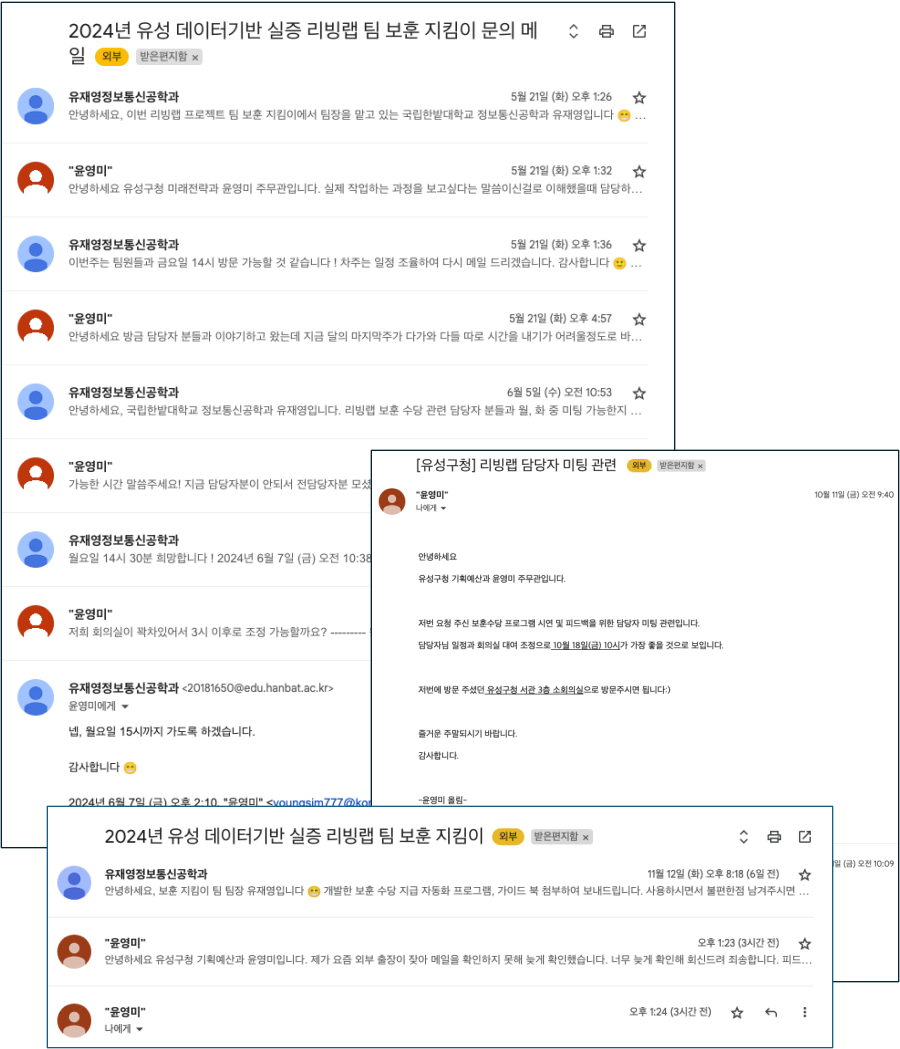 2024년 유성 데이터기반 실증 리빙랩 팀 보훈 지킴이 문의 메
일 외부 받은편지함 ×
유재영정보통신공학과 5월 21일 (화) 오후 1:26
안녕하세요, 이번 리빙랩 프로젝트 팀 보훈 지킴이에서 팀장을 맡고 있는 국립한밭대학교 정보통신공학과 유재영입니다 😁 ...
"윤영미" 5월 21일 (화) 오후 1:32
안녕하세요 유성구청 미래전략과 윤영미 주무관입니다. 실제 작업하는 과정을 보고싶다는 말씀이신걸로 이해했을때 담당하...
유재영정보통신공학과 5월 21일 (화) 오후 1:36
이번주는 팀원들과 금요일 14시 방문 가능할 것 같습니다 ! 차주는 일정 조율하여 다시 메일 드리겠습니다. 감사합니다 🙂 ...
"윤영미" 5월 21일 (화) 오후 4:57
안녕하세요 방금 담당자 분들과 이야기하고 왔는데 지금 달의 마지막주가 다가와 다들 따로 시간을 내기가 어려울정도로 바...
유재영정보통신공학과 6월 5일 (수) 오전 10:53
안녕하세요, 국립한밭대학교 정보통신공학과 유재영입니다. 리빙랩 보훈 수당 관련 담당자 분들과 월, 화 중 미팅 가능한지 ...
"윤영미"
가능한 시간 말씀주세요! 지금 담당자분이 안되서 전담당자분 모셨
유재영정보통신공학과
월요일 14시 30분 희망합니다 ! 2024년 6월 7일 (금) 오전 10:38
"윤영미"
저희 회의실이 꽉차있어서 3시 이후로 조정 가능할까요? ---------
유재영정보통신공학과 <20181650@edu.hanbat.ac.kr>
윤영미에게
넵, 월요일 15시까지 가도록 하겠습니다.
감사합니다 😁
2024년 6월 7일 (금) 오후 2:10, "윤영미" <youngsim777@kor
[유성구청] 리빙랩 담당자 미팅 관련 외부 받은편지함 ×
"윤영미" 10월 11일 (금) 오전 9:40
나에게
안녕하세요
유성구청 기획예산과 윤영미 주무관입니다.
저번 요청 주신 보훈수당 프로그램 시연 및 피드백을 위한 담당자 미팅 관련입니다.
담당자님 일정과 회의실 대여 조정으로 10월 18일(금) 10시가 가장 좋을 것으로 보입니다.
저번에 방문 주셨던 유성구청 서관 3층 소회의실으로 방문주시면 됩니다:)
즐거운 주말되시기 바랍니다.
감사합니다.
-윤영미 올림-
일 (금) 오전 10:09
2024년 유성 데이터기반 실증 리빙랩 팀 보훈 지킴이 외부 받은편지함 ×
유재영정보통신공학과 11월 12일 (화) 오후 8:18 (6일 전)
안녕하세요, 보훈 지킴이 팀 팀장 유재영입니다 😁 개발한 보훈 수당 지급 자동화 프로그램, 가이드 북 첨부하여 보내드립니다. 사용하시면서 불편한점 남겨주시면 ...
"윤영미" 오후 1:23 (3시간 전)
안녕하세요 유성구청 기획예산과 윤영미입니다. 제가 요즘 외부 출장이 잦아 메일을 확인하지 못해 늦게 확인했습니다. 너무 늦게 확인해 회신드려 죄송합니다. 피드...
"윤영미" 오후 1:24 (3시간 전)
나에게